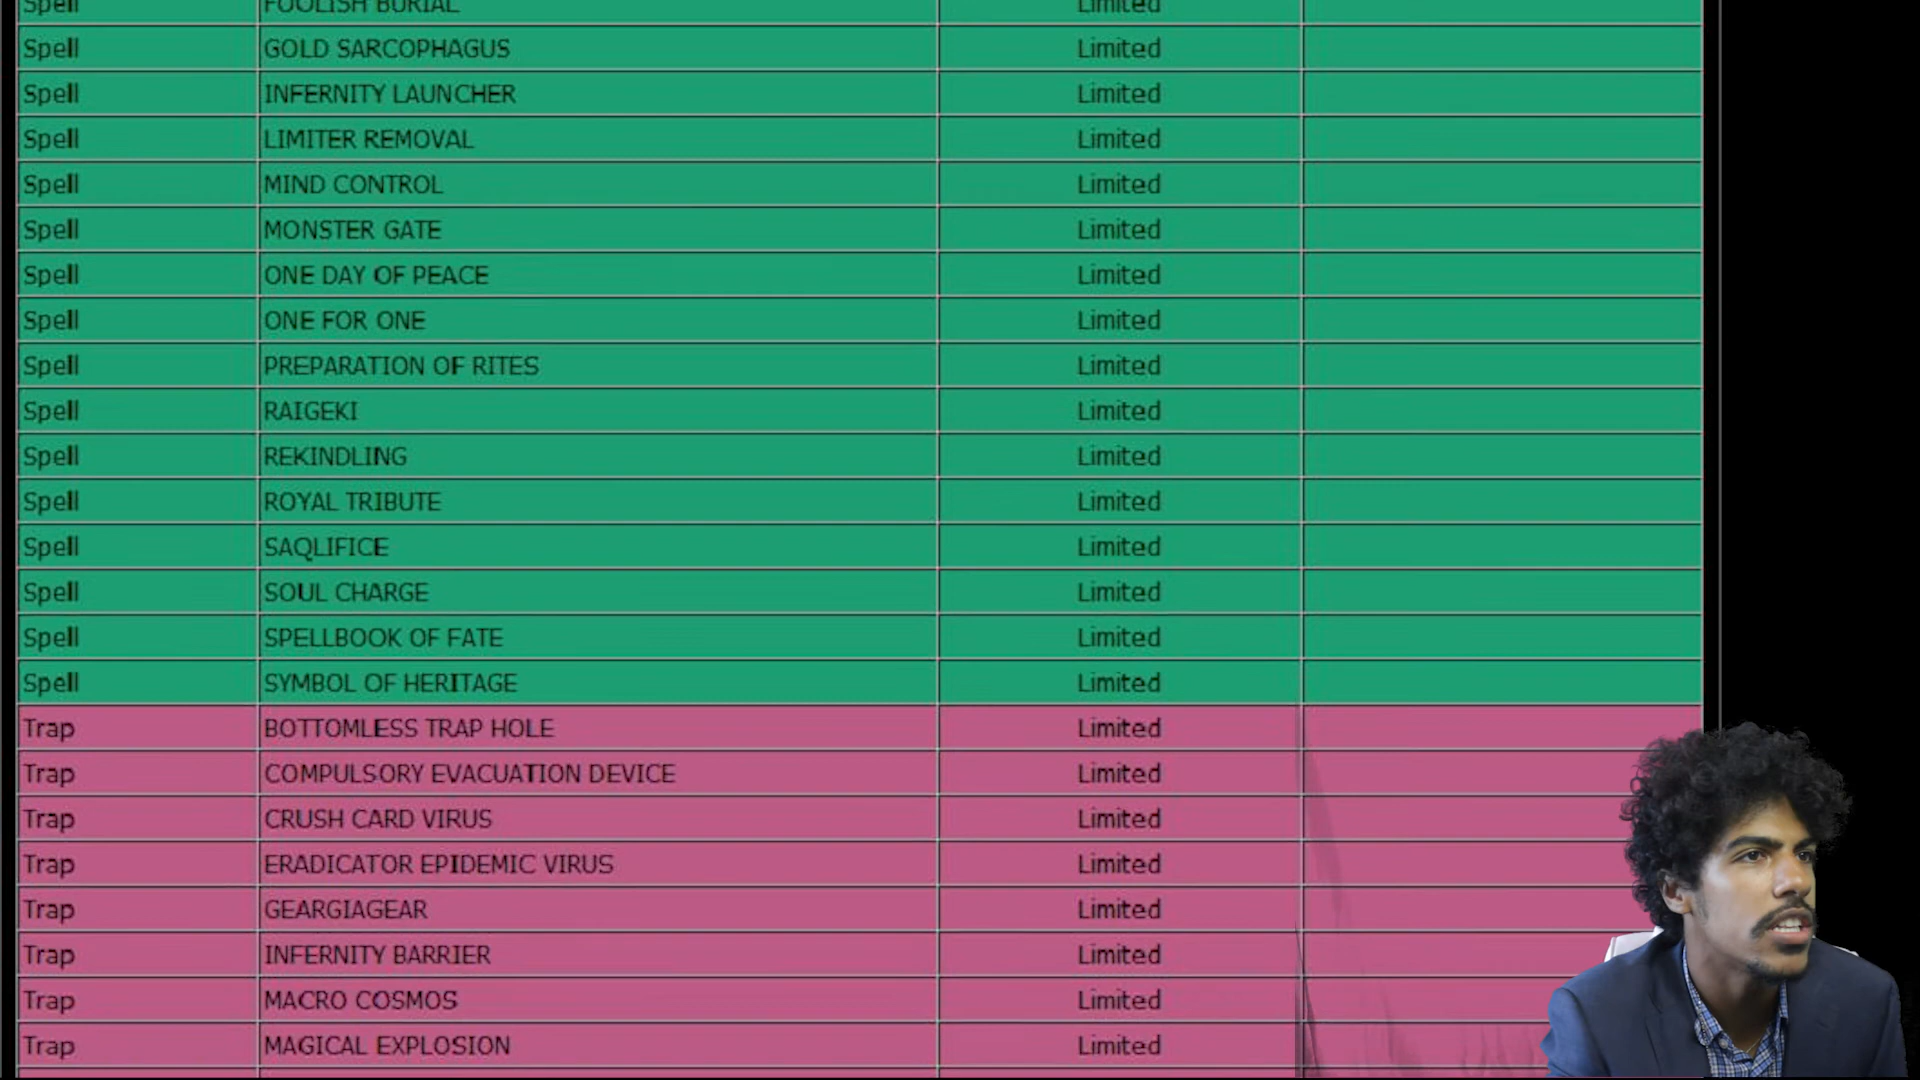 Spell FOOLISH BURIAL Limited
Spell GOLD SARCOPHAGUS Limited
Spell INFERNITY LAUNCHER Limited
Spell LIMITER REMOVAL Limited
Spell MIND CONTROL Limited
Spell MONSTER GATE Limited
Spell ONE DAY OF PEACE Limited
Spell ONE FOR ONE Limited
Spell PREPARATION OF RITES Limited
Spell RAIGEKI Limited
Spell REKINDLING Limited
Spell ROYAL TRIBUTE Limited
Spell SAQLIFICE Limited
Spell SOUL CHARGE Limited
Spell SPELLBOOK OF FATE Limited
Spell SYMBOL OF HERITAGE Limited
Trap BOTTOMLESS TRAP HOLE Limited
Trap COMPULSORY EVACUATION DEVICE Limited
Trap CRUSH CARD VIRUS Limited
Trap ERADICATOR EPIDEMIC VIRUS Limited
Trap GEARGIAGEAR Limited
Trap INFERNITY BARRIER Limited
Trap MACRO COSMOS Limited
Trap MAGICAL EXPLOSION Limited